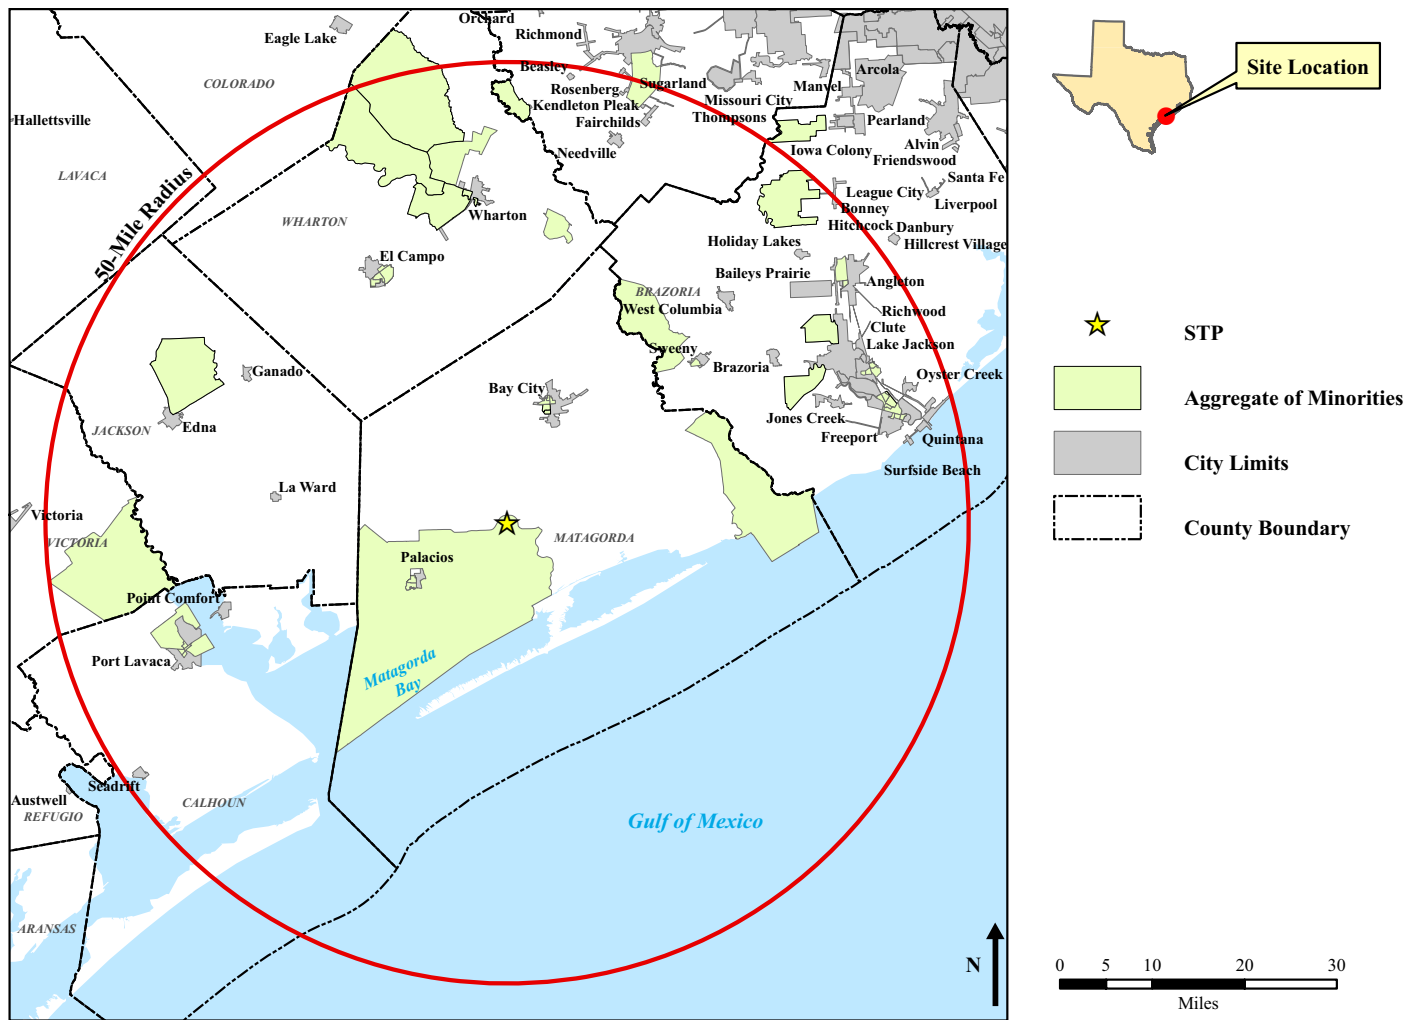 Orchard
Eagle Lake
Richmond
COLORADO
Beasley
Rosenberg
Sugarland
Kendleton Pleak
Fairchilds
Missouri City
Thompsons
Manvel
Arcola
Hallettsville
Needville
Pearland
Iowa Colony
Alvin
Friendswood
LAVACA
50-Mile Radius
Santa Fe
League City
Liverpool
Bonney
WHARTON
Wharton
Hitchcock
Danbury
Holiday Lakes
Hillcrest Village
El Campo
Baileys Prairie
BRAZORIA
Angleton
West Columbia
Richwood
Clute
Sweeny
Lake Jackson
Ganado
Brazoria
Oyster Creek
Bay City
JACKSON
Edna
Jones Creek
Freeport
Quintana
Surfside Beach
La Ward
Victoria
VICTORIA
MATAGORDA
Palacios
Point Comfort
Port Lavaca
Matagorda
Bay
Seadrift
Austwell
CALHOUN
REFUGIO
Gulf of Mexico
ARANSAS
N
Site Location
STP
Aggregate of Minorities
City Limits
County Boundary
0 5 10 20 30
Miles